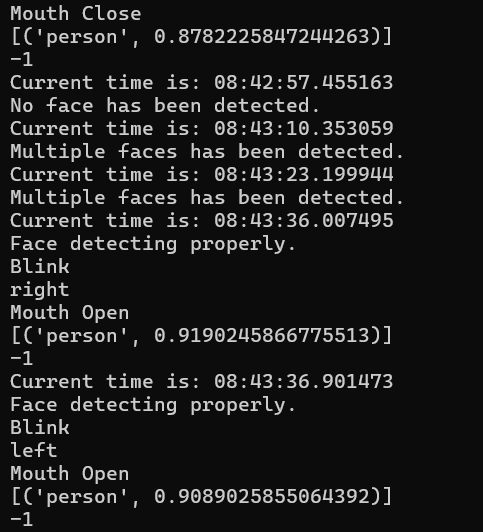 Mouth Close
[('person', 0.8782225847244263)]
-1
Current time is: 08:42:57.455163
No face has been detected.
Current time is: 08:43:10.353059
Multiple faces has been detected.
Current time is: 08:43:23.199944
Multiple faces has been detected.
Current time is: 08:43:36.007495
Face detecting properly.
Blink
right
Mouth Open
[('person', 0.9190245866775513)]
-1
Current time is: 08:43:36.901473
Face detecting properly.
Blink
left
Mouth Open
[('person', 0.9089025855064392)]
-1